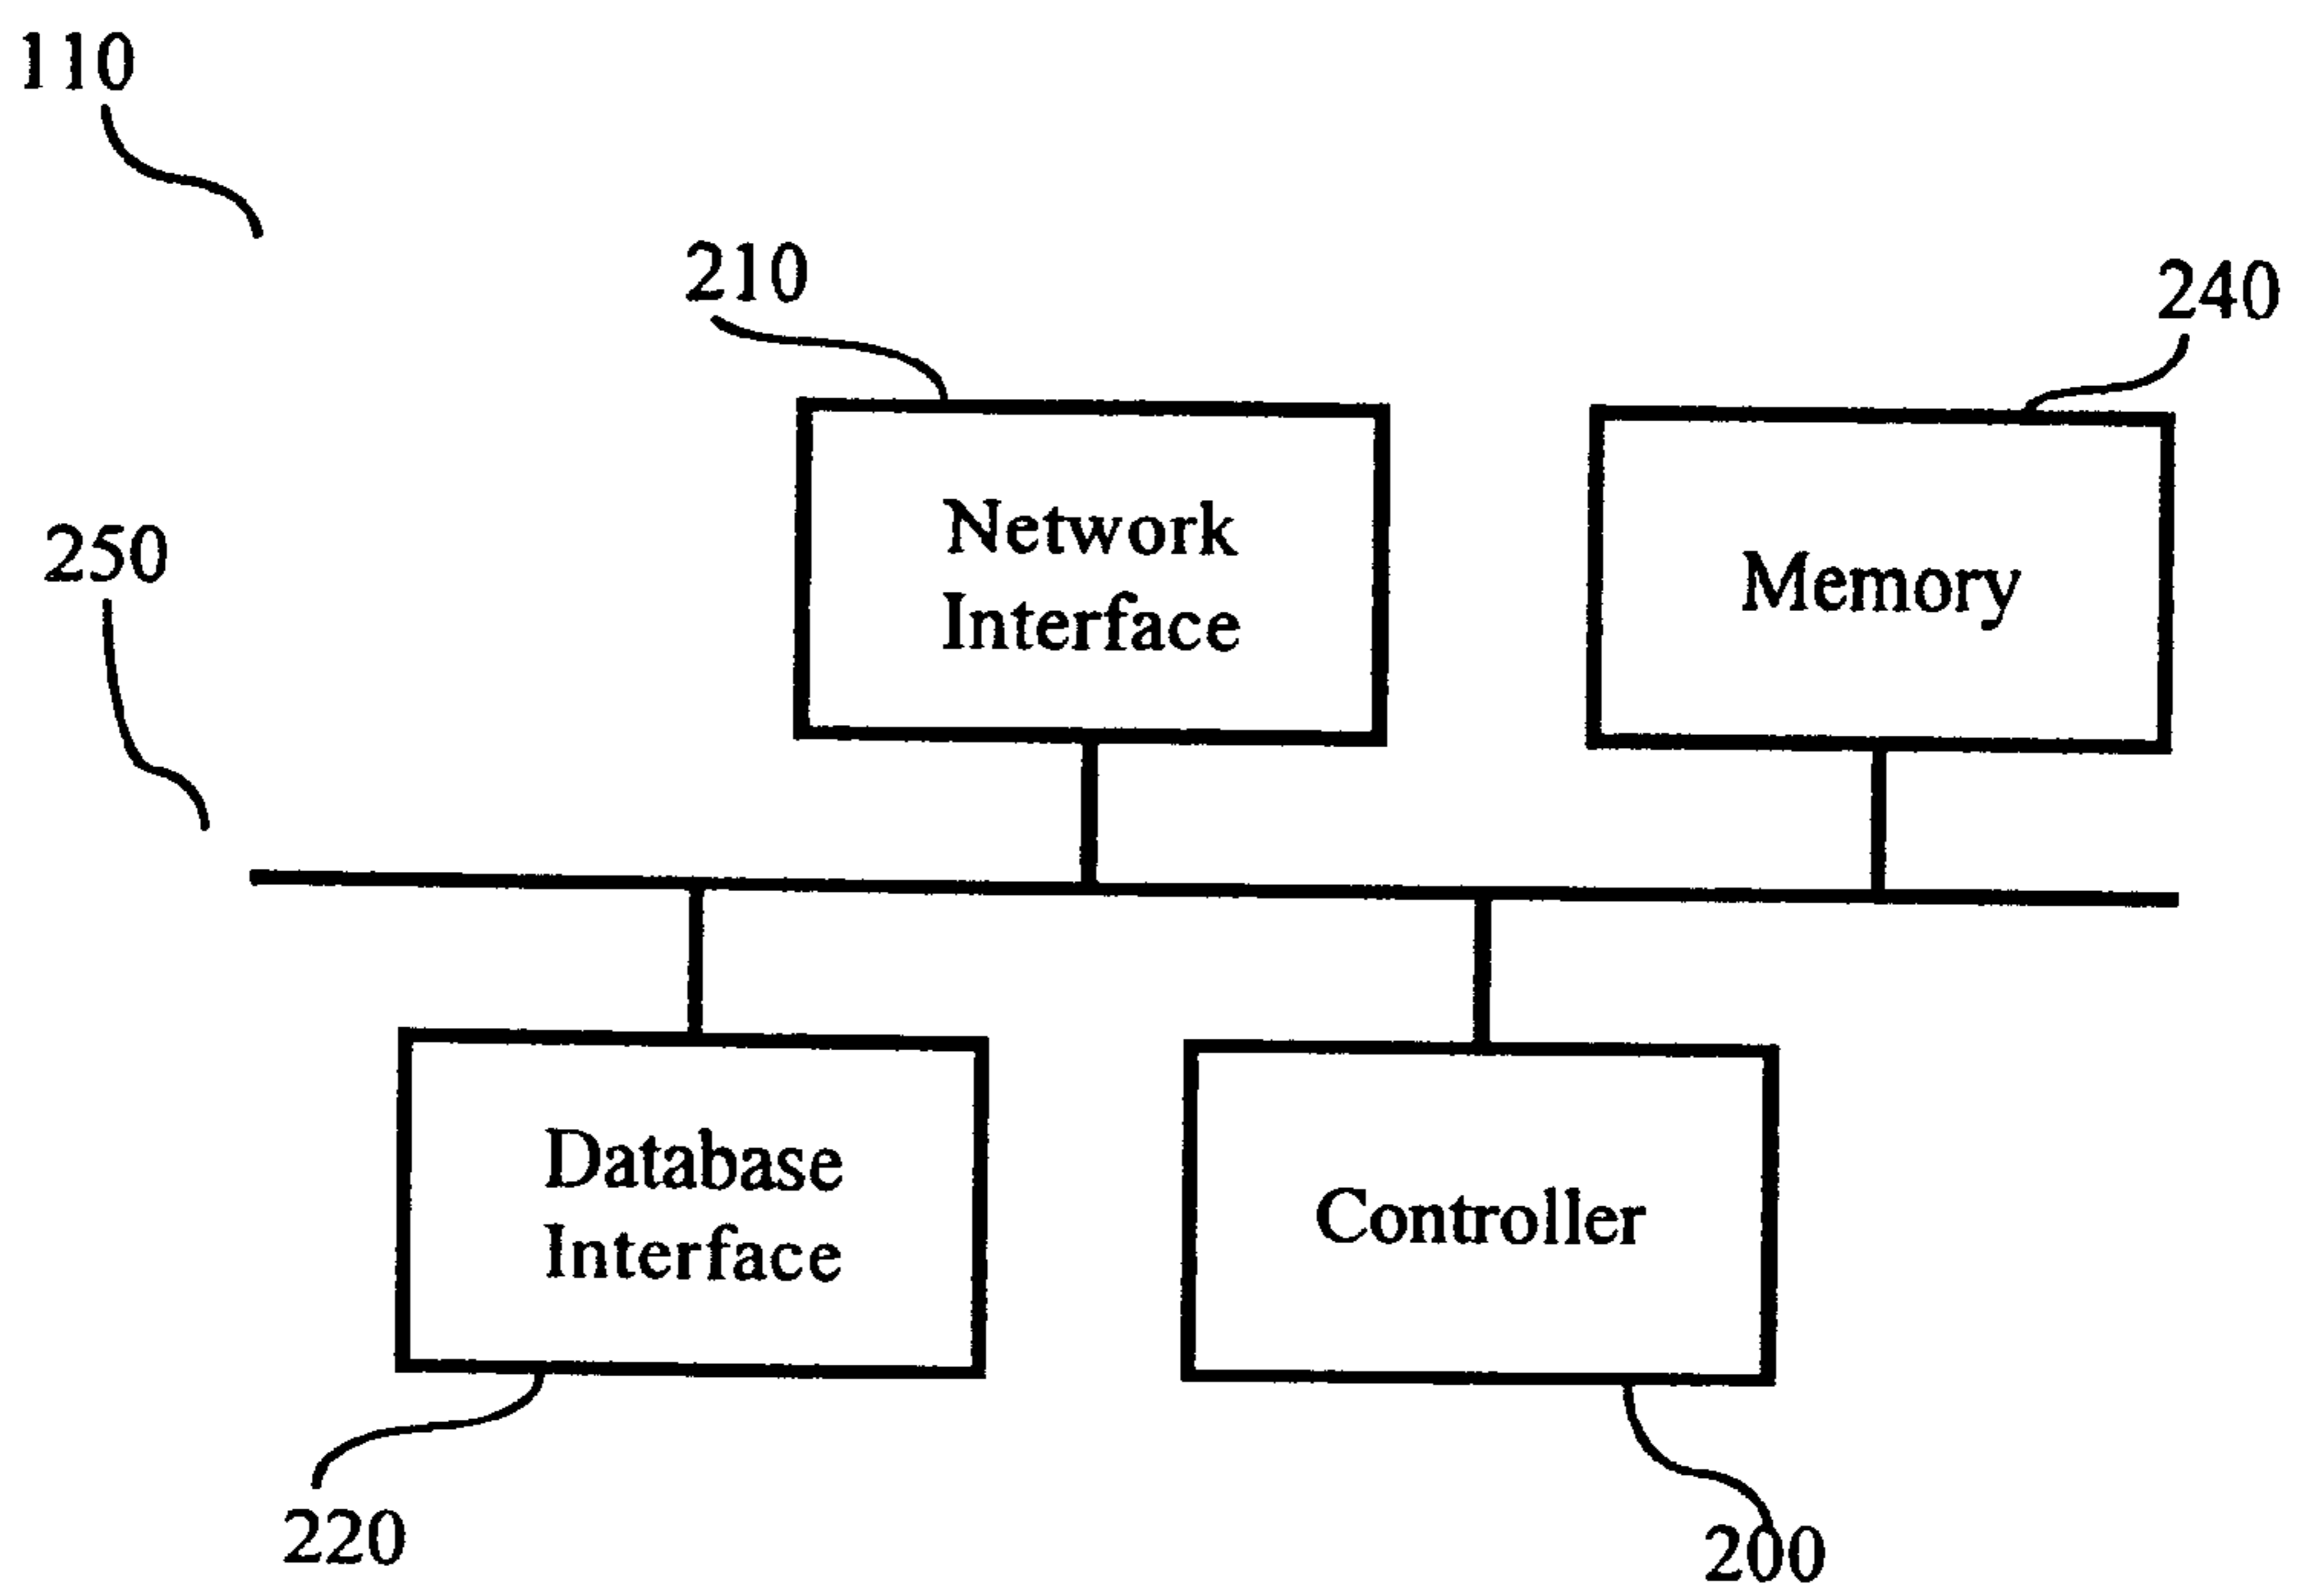 110
210
240
250
Network
Interface
Memory
Database
Interface
Controller
220
200